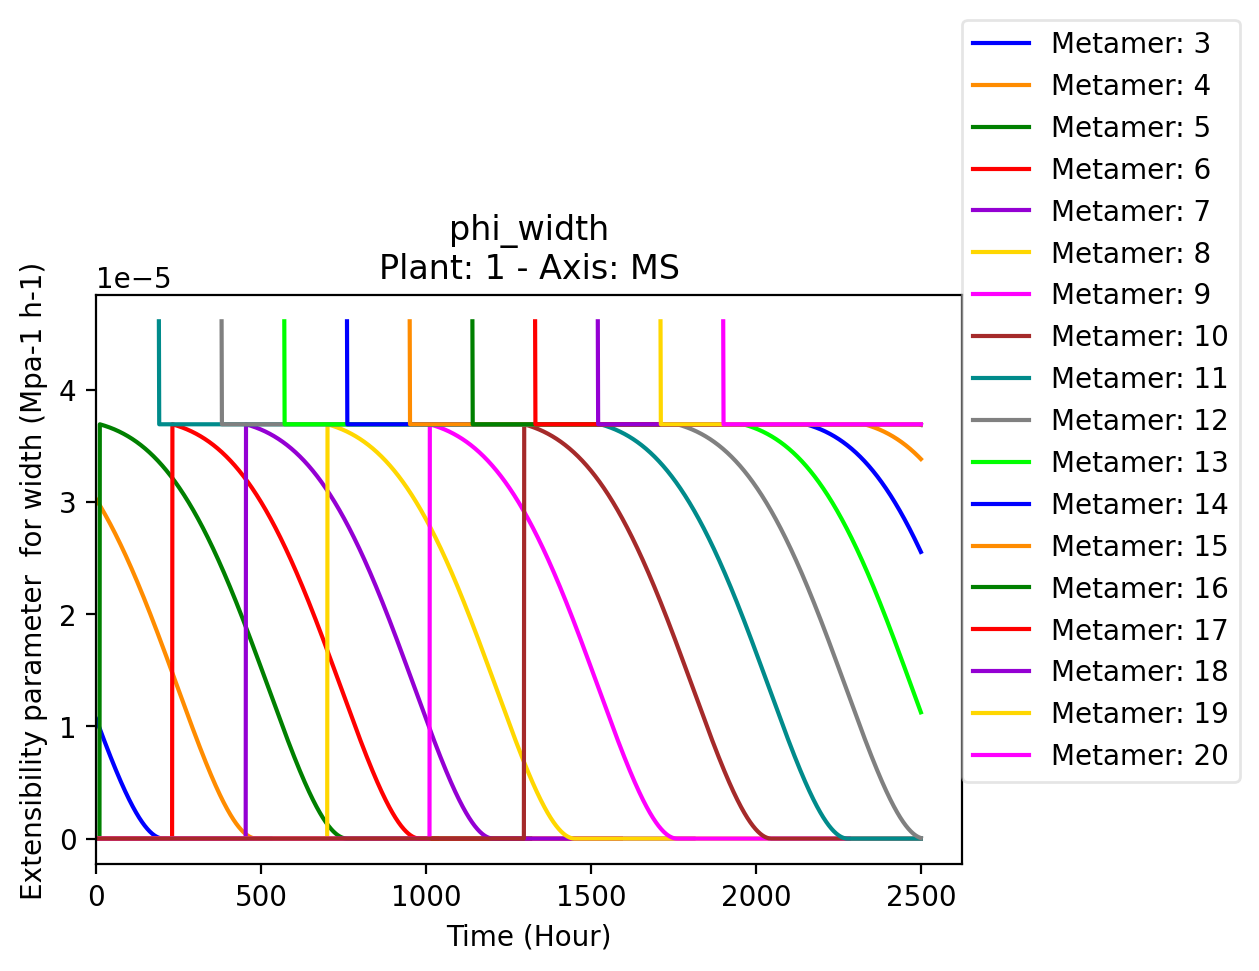 phi_width
Plant: 1 - Axis: MS
1e−5
Extensibility parameter  for width (Mpa-1 h-1)
4
3
2
1
0
0 500 1000 1500 2000 2500
Time (Hour)
Metamer: 3
Metamer: 4
Metamer: 5
Metamer: 6
Metamer: 7
Metamer: 8
Metamer: 9
Metamer: 10
Metamer: 11
Metamer: 12
Metamer: 13
Metamer: 14
Metamer: 15
Metamer: 16
Metamer: 17
Metamer: 18
Metamer: 19
Metamer: 20